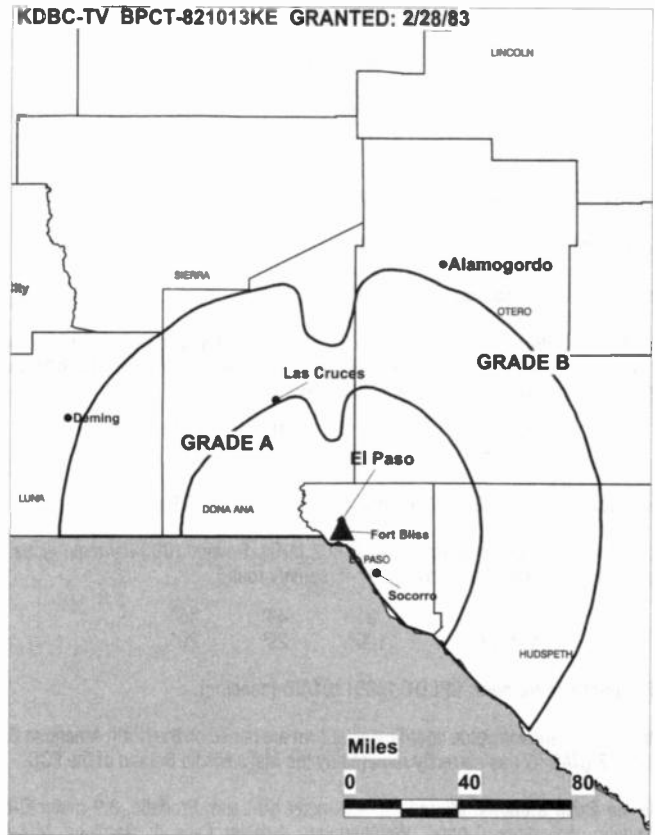 KDBC-TV BPCT-821013KE GRANTED: 2/28/83
LINCOLN
SIERRA
Alamogordo
City
OTERO
GRADE B
Las Cruces
Deming
GRADE A
El Paso
LUNA
DONA ANA
Fort Bliss
EL PASO
Socorro
HUDSPETH
Miles
0 40 80